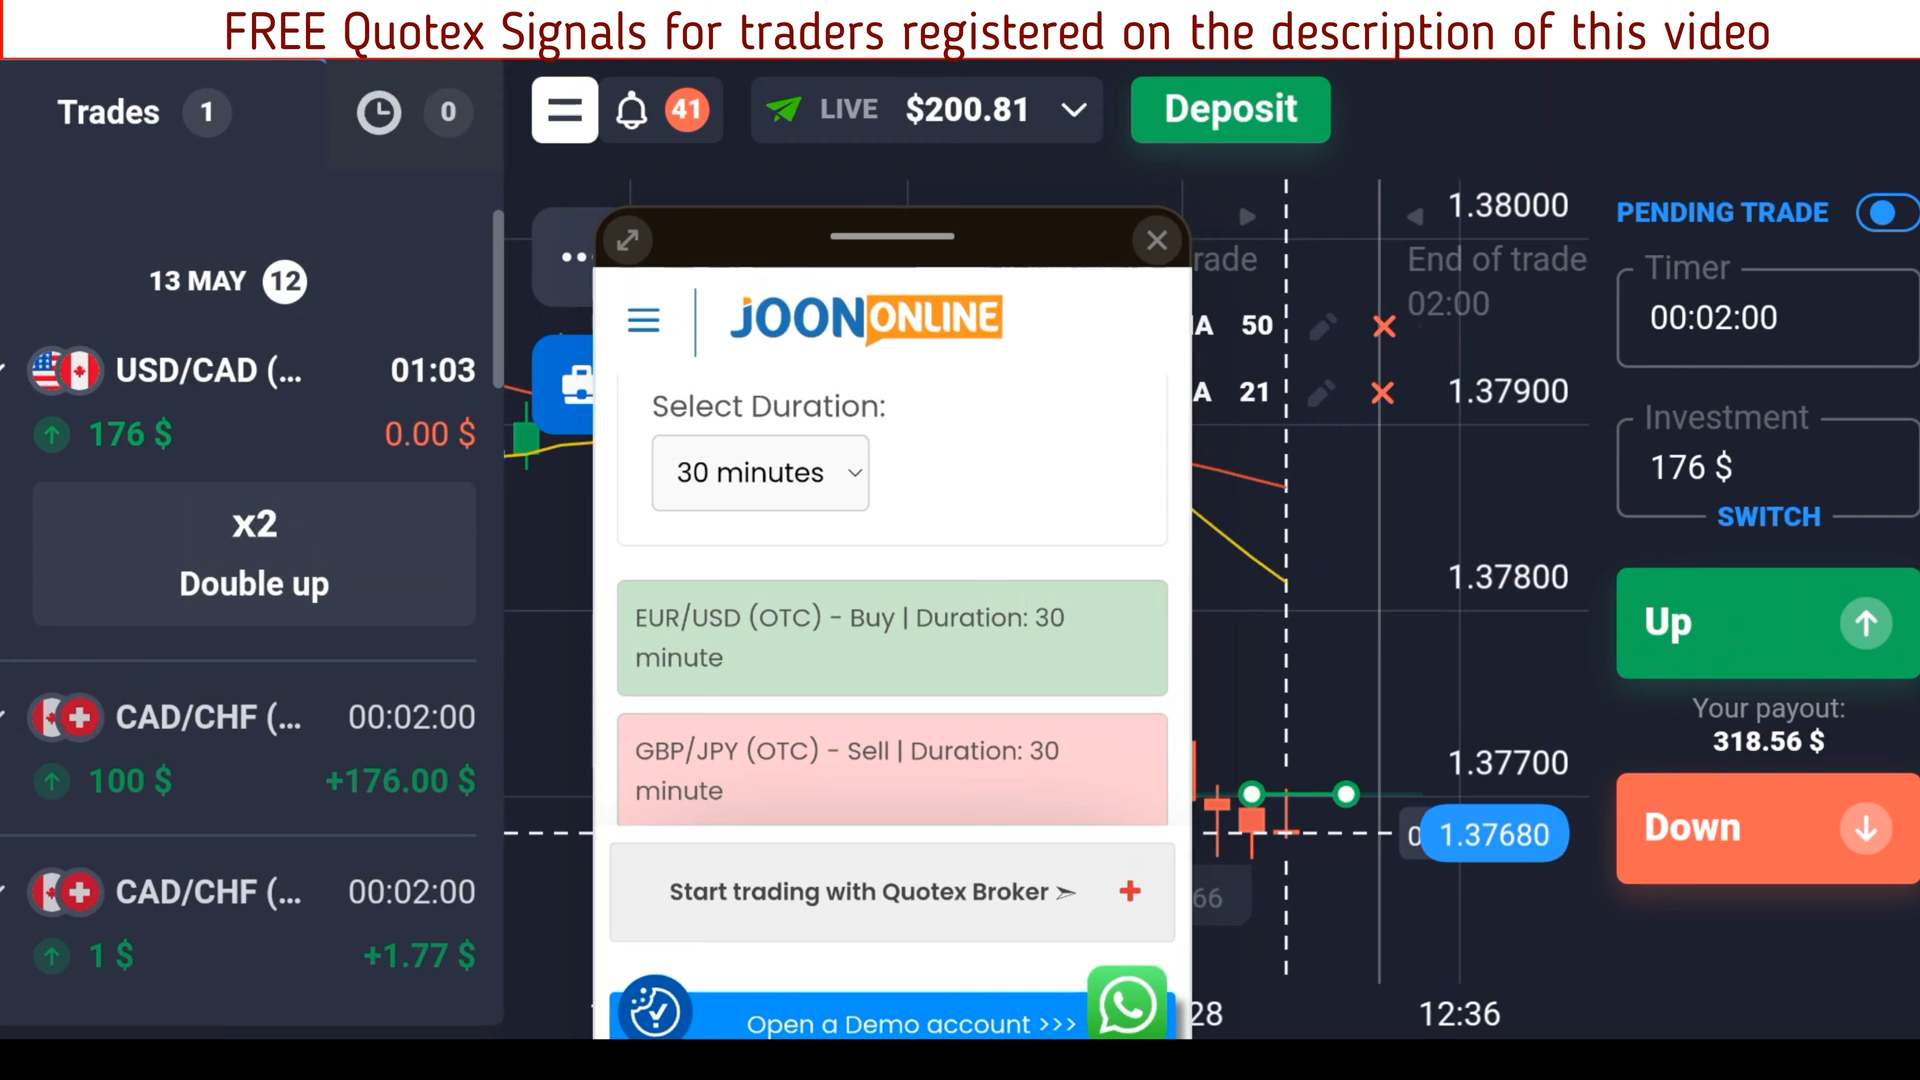 FREE Quotex Signals for traders registered on the description of this video
Trades 1 0
41 LIVE $200.81 Deposit
13 MAY 12
USD/CAD (... 01:03
176 $ 0.00 $
x2
Double up
CAD/CHF (... 00:02:00
100 $ +176.00 $
CAD/CHF (... 00:02:00
1 $ +1.77 $
JOON ONLINE
Select Duration:
30 minutes
EUR/USD (OTC) - Buy | Duration: 30
minute
GBP/JPY (OTC) - Sell | Duration: 30
minute
Start trading with Quotex Broker ➣ +
Open a Demo account >>>
rade
End of trade
02:00
A 50
A 21
66
28
12:36
1.38000
1.37900
1.37800
1.37700
0 1.37680
PENDING TRADE
Timer
00:02:00
Investment
176 $
SWITCH
Up
Your payout:
318.56 $
Down